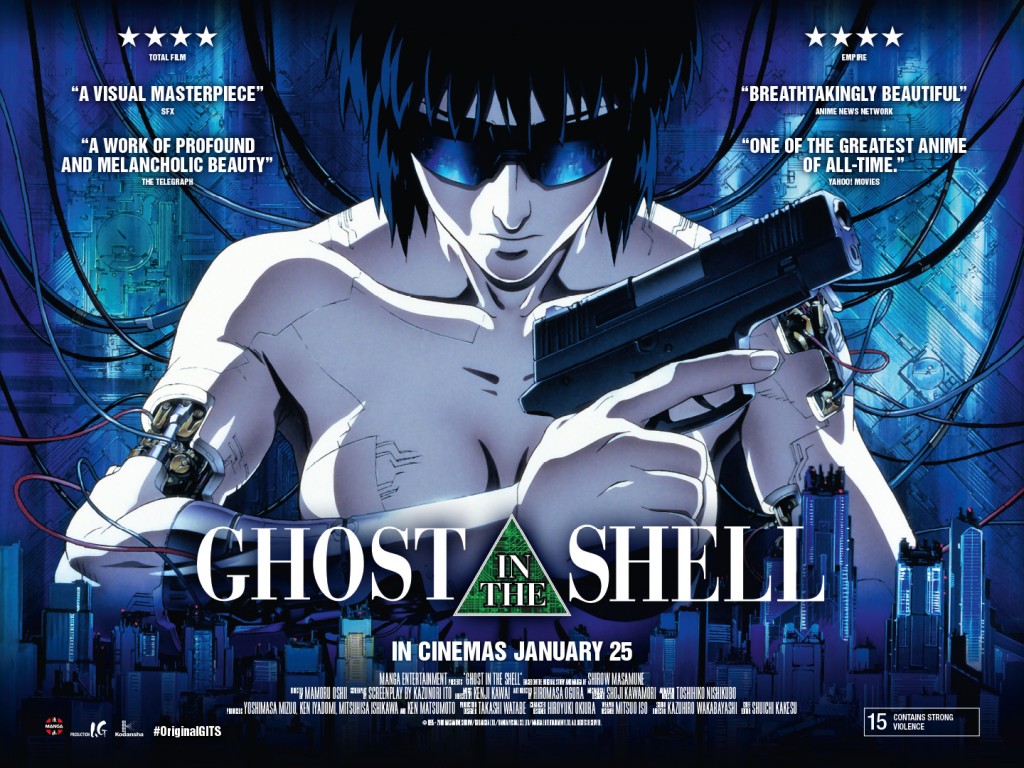 ★★★★
TOTAL FILM
“A VISUAL MASTERPIECE”
SFX
“A WORK OF PROFOUND
AND MELANCHOLIC BEAUTY”
THE TELEGRAPH
★★★★
EMPIRE
“BREATHTAKINGLY BEAUTIFUL”
ANIME NEWS NETWORK
“ONE OF THE GREATEST ANIME
OF ALL-TIME.”
YAHOO! MOVIES
GHOST IN THE SHELL
IN CINEMAS JANUARY 25
MANGA ENTERTAINMENT PRESENTS "GHOST IN THE SHELL" SHIROW MASAMUNE
MAMORU OSHII SCREENPLAY BY KAZUNORI ITO KENJI KAWAI HIROMASA OGURA SHOJI KAWAMORI TOSHIHIKO NISHIKUBO
YOSHIMASA MIZUO, KEN IYADOMI, MITSUHISA ISHIKAWA AND KEN MATSUMOTO TAKASHI WATABE HIROYUKI OKIURA MITSUO ISO KAZUHIRO WAKABAYASHI SHUICHI KAKESU
MANGA
PRODUCTION I.G
Kodansha
#OriginalGITS
15 CONTAINS STRONG
VIOLENCE